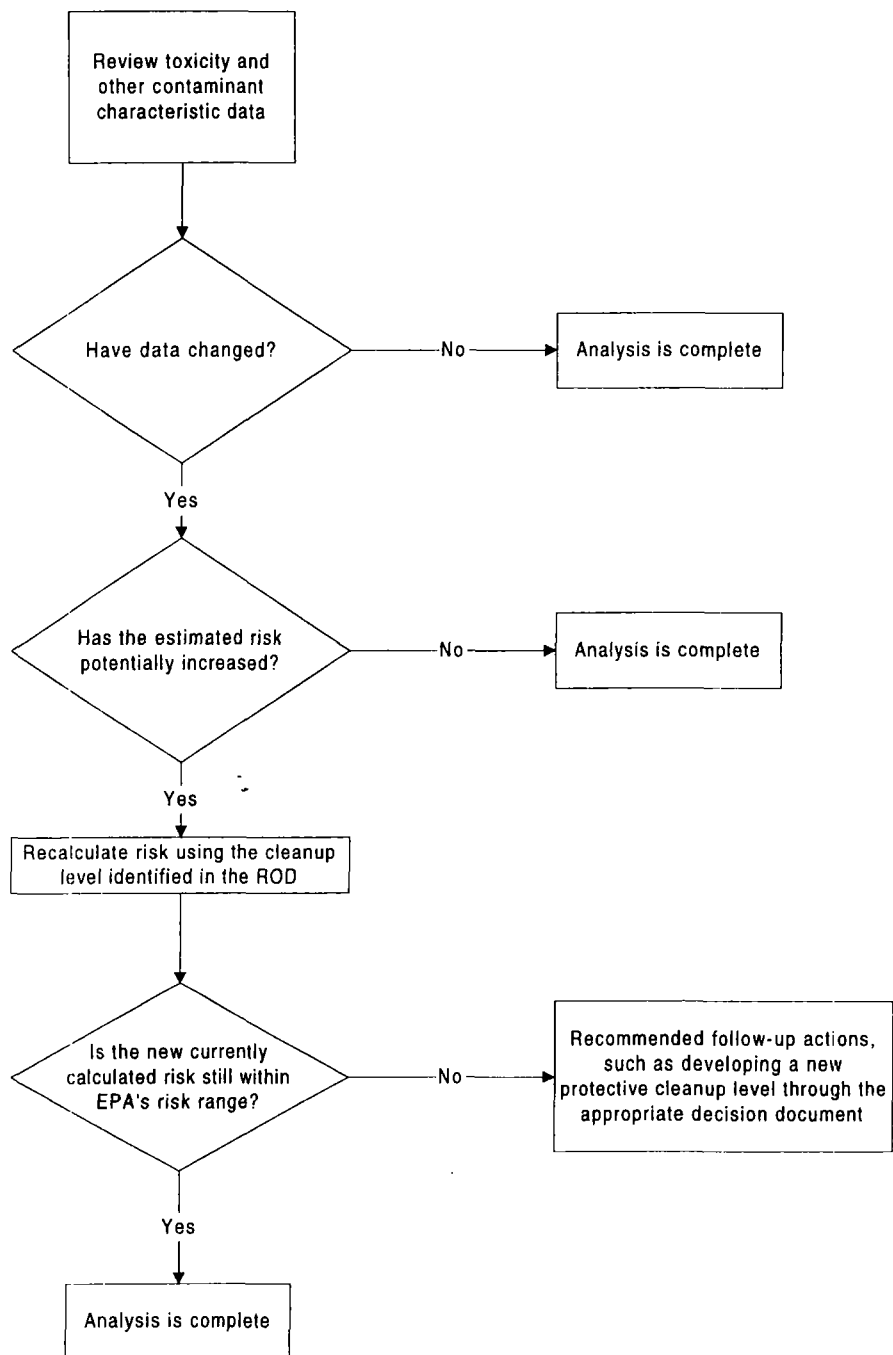 Review toxicity and
other contaminant
characteristic data
Have data changed?
No
Analysis is complete
Yes
Has the estimated risk
potentially increased?
No
Analysis is complete
Yes
Recalculate risk using the cleanup
level identified in the ROD
Is the new currently
calculated risk still within
EPA's risk range?
No
Recommended follow-up actions,
such as developing a new
protective cleanup level through the
appropriate decision document
Yes
Analysis is complete